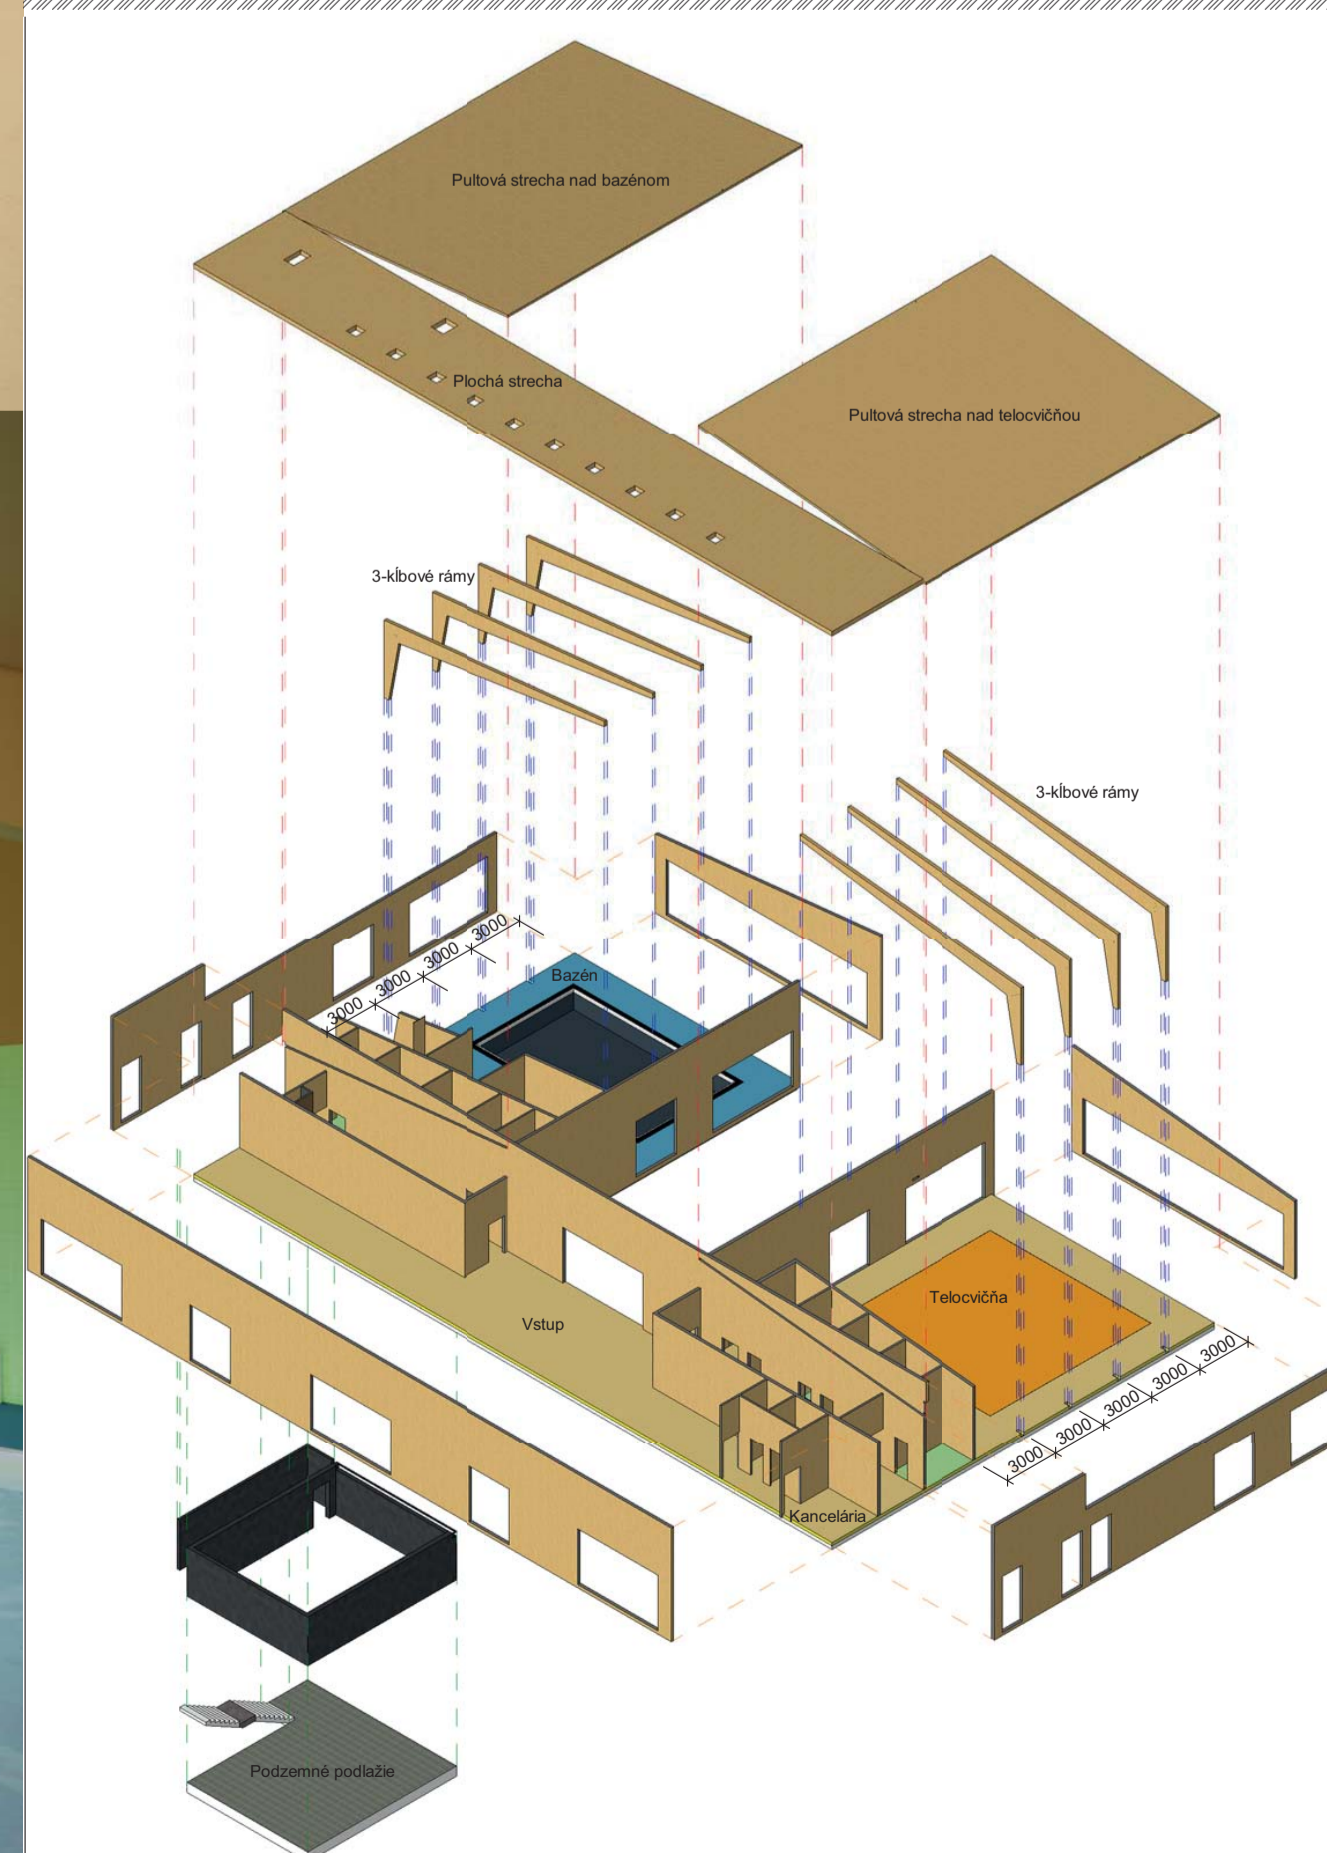 Pultová strecha nad bazénom
Plochá strecha
Pultová strecha nad telocvičňou
3-kĺbové rámy
3-kĺbové rámy
3000
3000
3000
3000
Bazén
Telocvičňa
Vstup
3000
3000
3000
3000
3000
Kancelária
Podzemné podlažie